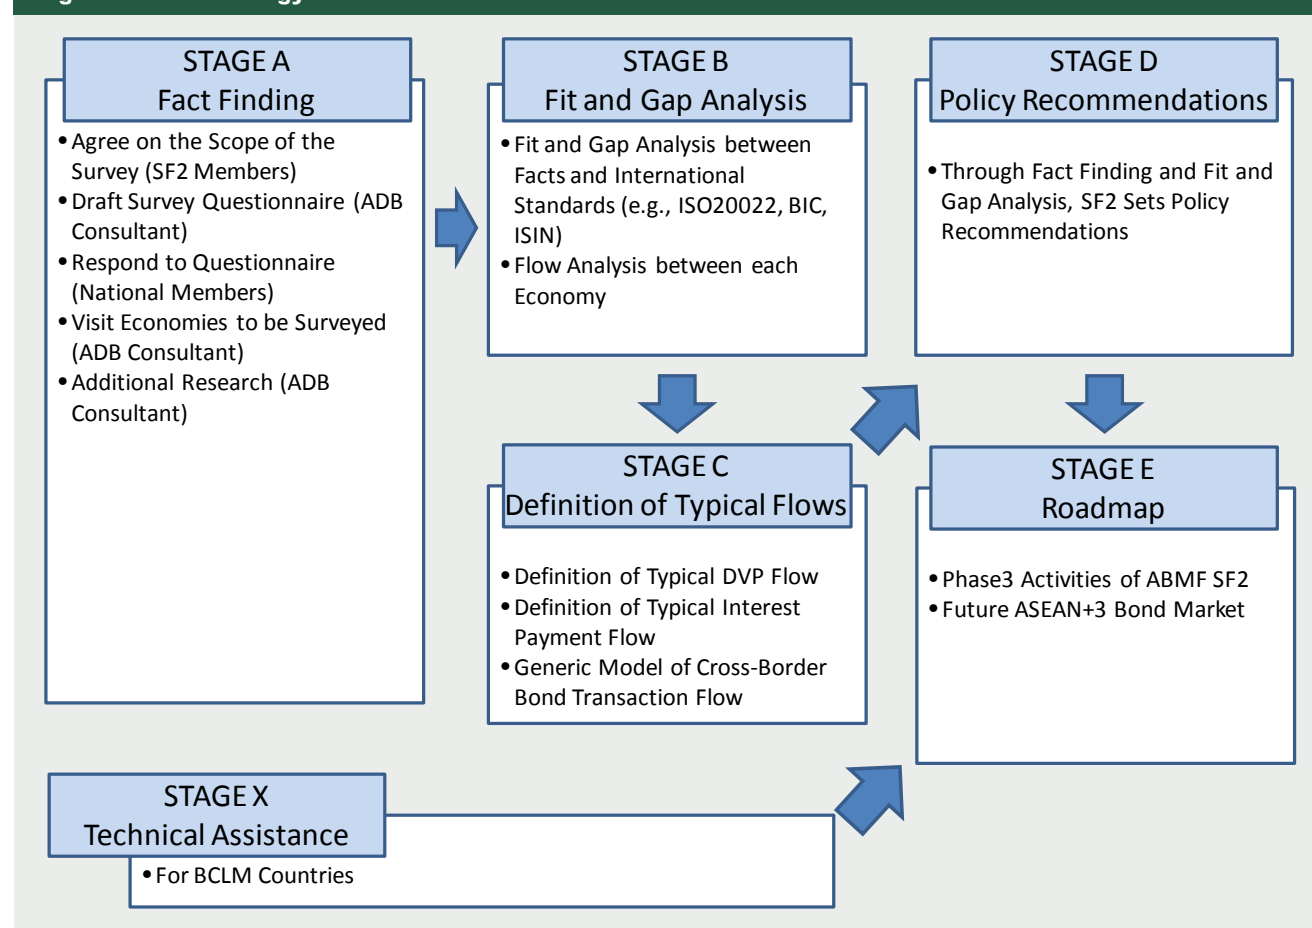 STAGE A
Fact Finding
• Agree on the Scope of the
Survey (SF2 Members)
• Draft Survey Questionnaire (ADB
Consultant)
• Respond to Questionnaire
(National Members)
• Visit Economies to be Surveyed
(ADB Consultant)
• Additional Research (ADB
Consultant)
STAGE B
Fit and Gap Analysis
• Fit and Gap Analysis between
Facts and International
Standards (e.g., ISO20022, BIC,
ISIN)
• Flow Analysis between each
Economy
STAGE C
Definition of Typical Flows
• Definition of Typical DVP Flow
• Definition of Typical Interest
Payment Flow
• Generic Model of Cross-Border
Bond Transaction Flow
STAGE D
Policy Recommendations
• Through Fact Finding and Fit and
Gap Analysis, SF2 Sets Policy
Recommendations
STAGE E
Roadmap
• Phase3 Activities of ABMF SF2
• Future ASEAN+3 Bond Market
STAGE X
Technical Assistance
• For BCLM Countries